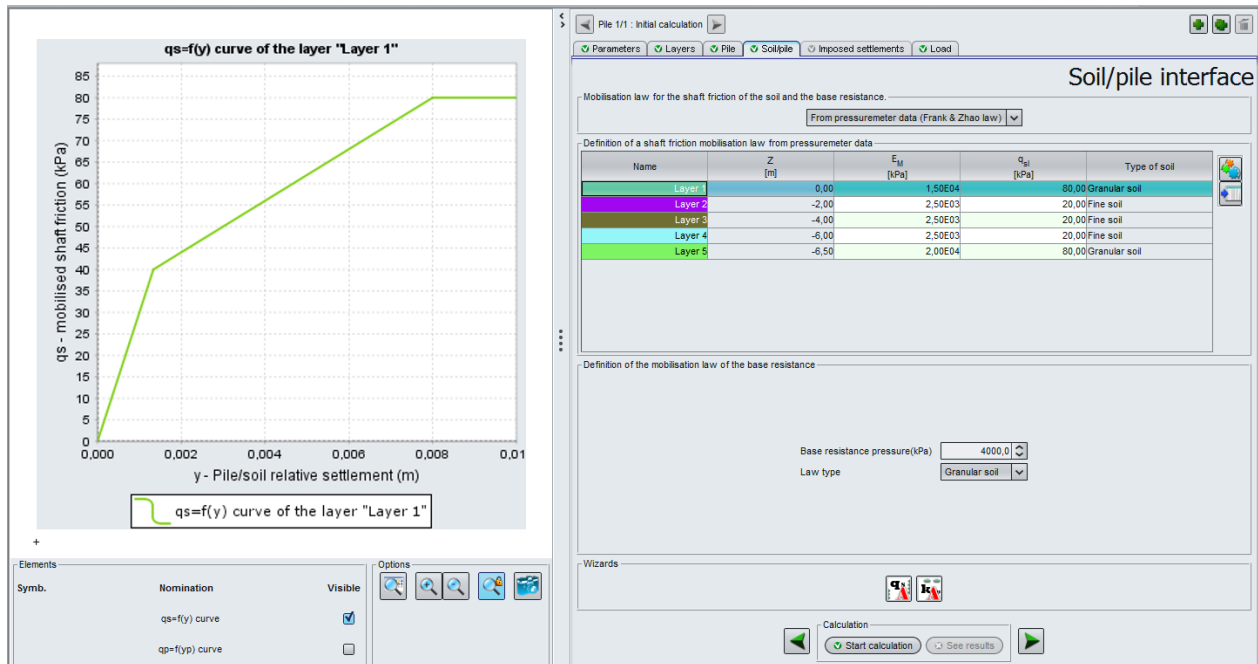 qs=f(y) curve of the layer "Layer 1"
85
80
75
70
65
60
55
50
45
40
35
30
25
20
15
10
5
0
qs - mobilised shaft friction (kPa)
0,000 0,002 0,004 0,006 0,008 0,01
y - Pile/soil relative settlement (m)
qs=f(y) curve of the layer "Layer 1"
+
Elements
Symb. Nomination Visible
qs=f(y) curve
qp=f(yp) curve
Options
Pile 1/1 : Initial calculation
Parameters Layers Pile Soil/pile Imposed settlements Load
Soil/pile interface
Mobilisation law for the shaft friction of the soil and the base resistance.
From pressuremeter data (Frank & Zhao law)
Definition of a shaft friction mobilisation law from pressuremeter data
Name Z [m] EM [kPa] qsl [kPa] Type of soil
Layer 1 0,00 1,50E04 80,00 Granular soil
Layer 2 -2,00 2,50E03 20,00 Fine soil
Layer 3 -4,00 2,50E03 20,00 Fine soil
Layer 4 -6,00 2,50E03 20,00 Fine soil
Layer 5 -6,50 2,00E04 80,00 Granular soil
Definition of the mobilisation law of the base resistance
Base resistance pressure(kPa) 4000,0
Law type Granular soil
Wizards
Calculation
Start calculation See results